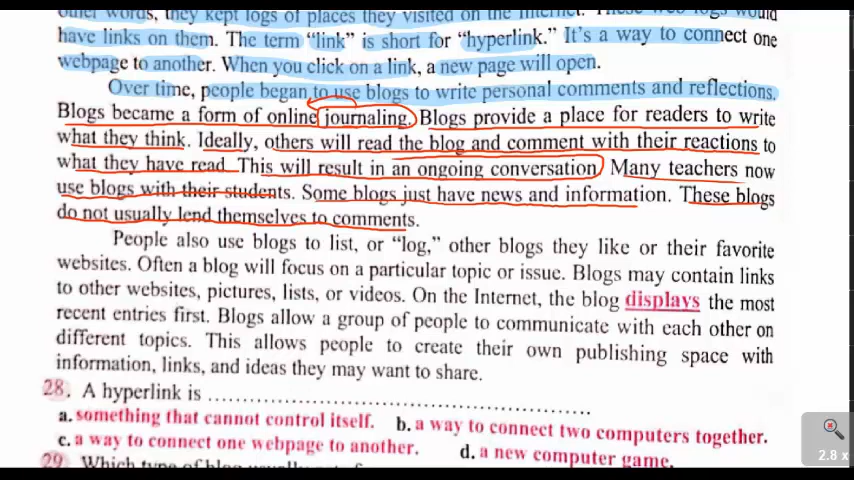 other words, they kept logs of places they visited on the Internet. These web logs would
have links on them. The term "link" is short for "hyperlink." It's a way to connect one
webpage to another. When you click on a link, a new page will open.
Over time, people began to use blogs to write personal comments and reflections.
Blogs became a form of online journaling. Blogs provide a place for readers to write
what they think. Ideally, others will read the blog and comment with their reactions to
what they have read. This will result in an ongoing conversation. Many teachers now
use blogs with their students. Some blogs just have news and information. These blogs
do not usually lend themselves to comments.
People also use blogs to list, or "log," other blogs they like or their favorite
websites. Often a blog will focus on a particular topic or issue. Blogs may contain links
to other websites, pictures, lists, or videos. On the Internet, the blog displays the most
recent entries first. Blogs allow a group of people to communicate with each other on
different topics. This allows people to create their own publishing space with
information, links, and ideas they may want to share.
28. A hyperlink is ..........................................................
a. something that cannot control itself. b. a way to connect two computers together.
c. a way to connect one webpage to another. d. a new computer game.
29. Which type of blog usually
2.8 x